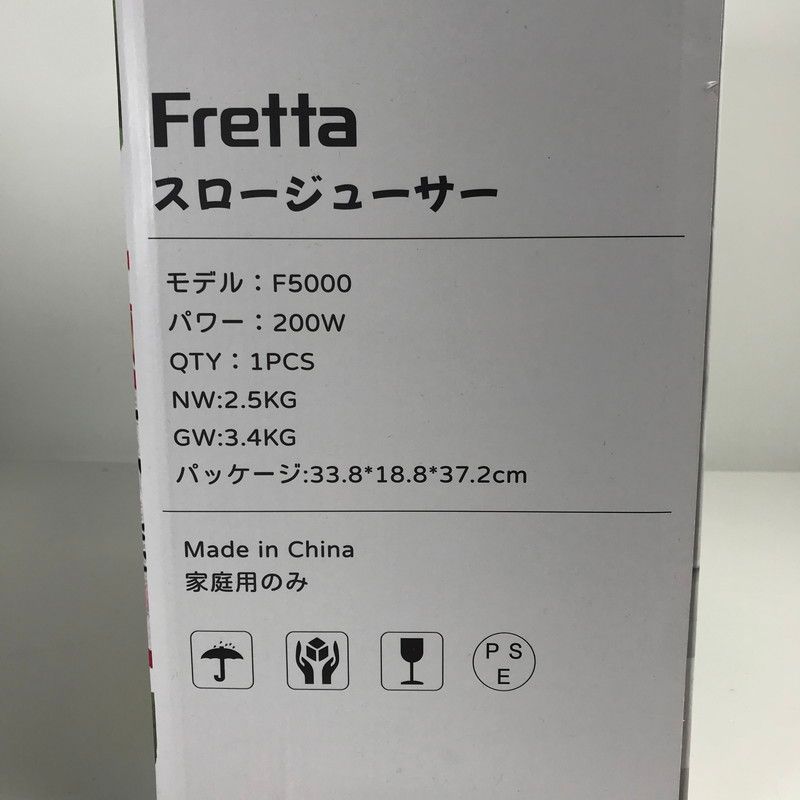 Fretta
スロージューサー
モデル：F5000
パワー：200W
QTY：1PCS
NW:2.5KG
GW:3.4KG
パッケージ:33.8*18.8*37.2cm
Made in China
家庭用のみ
P S
E